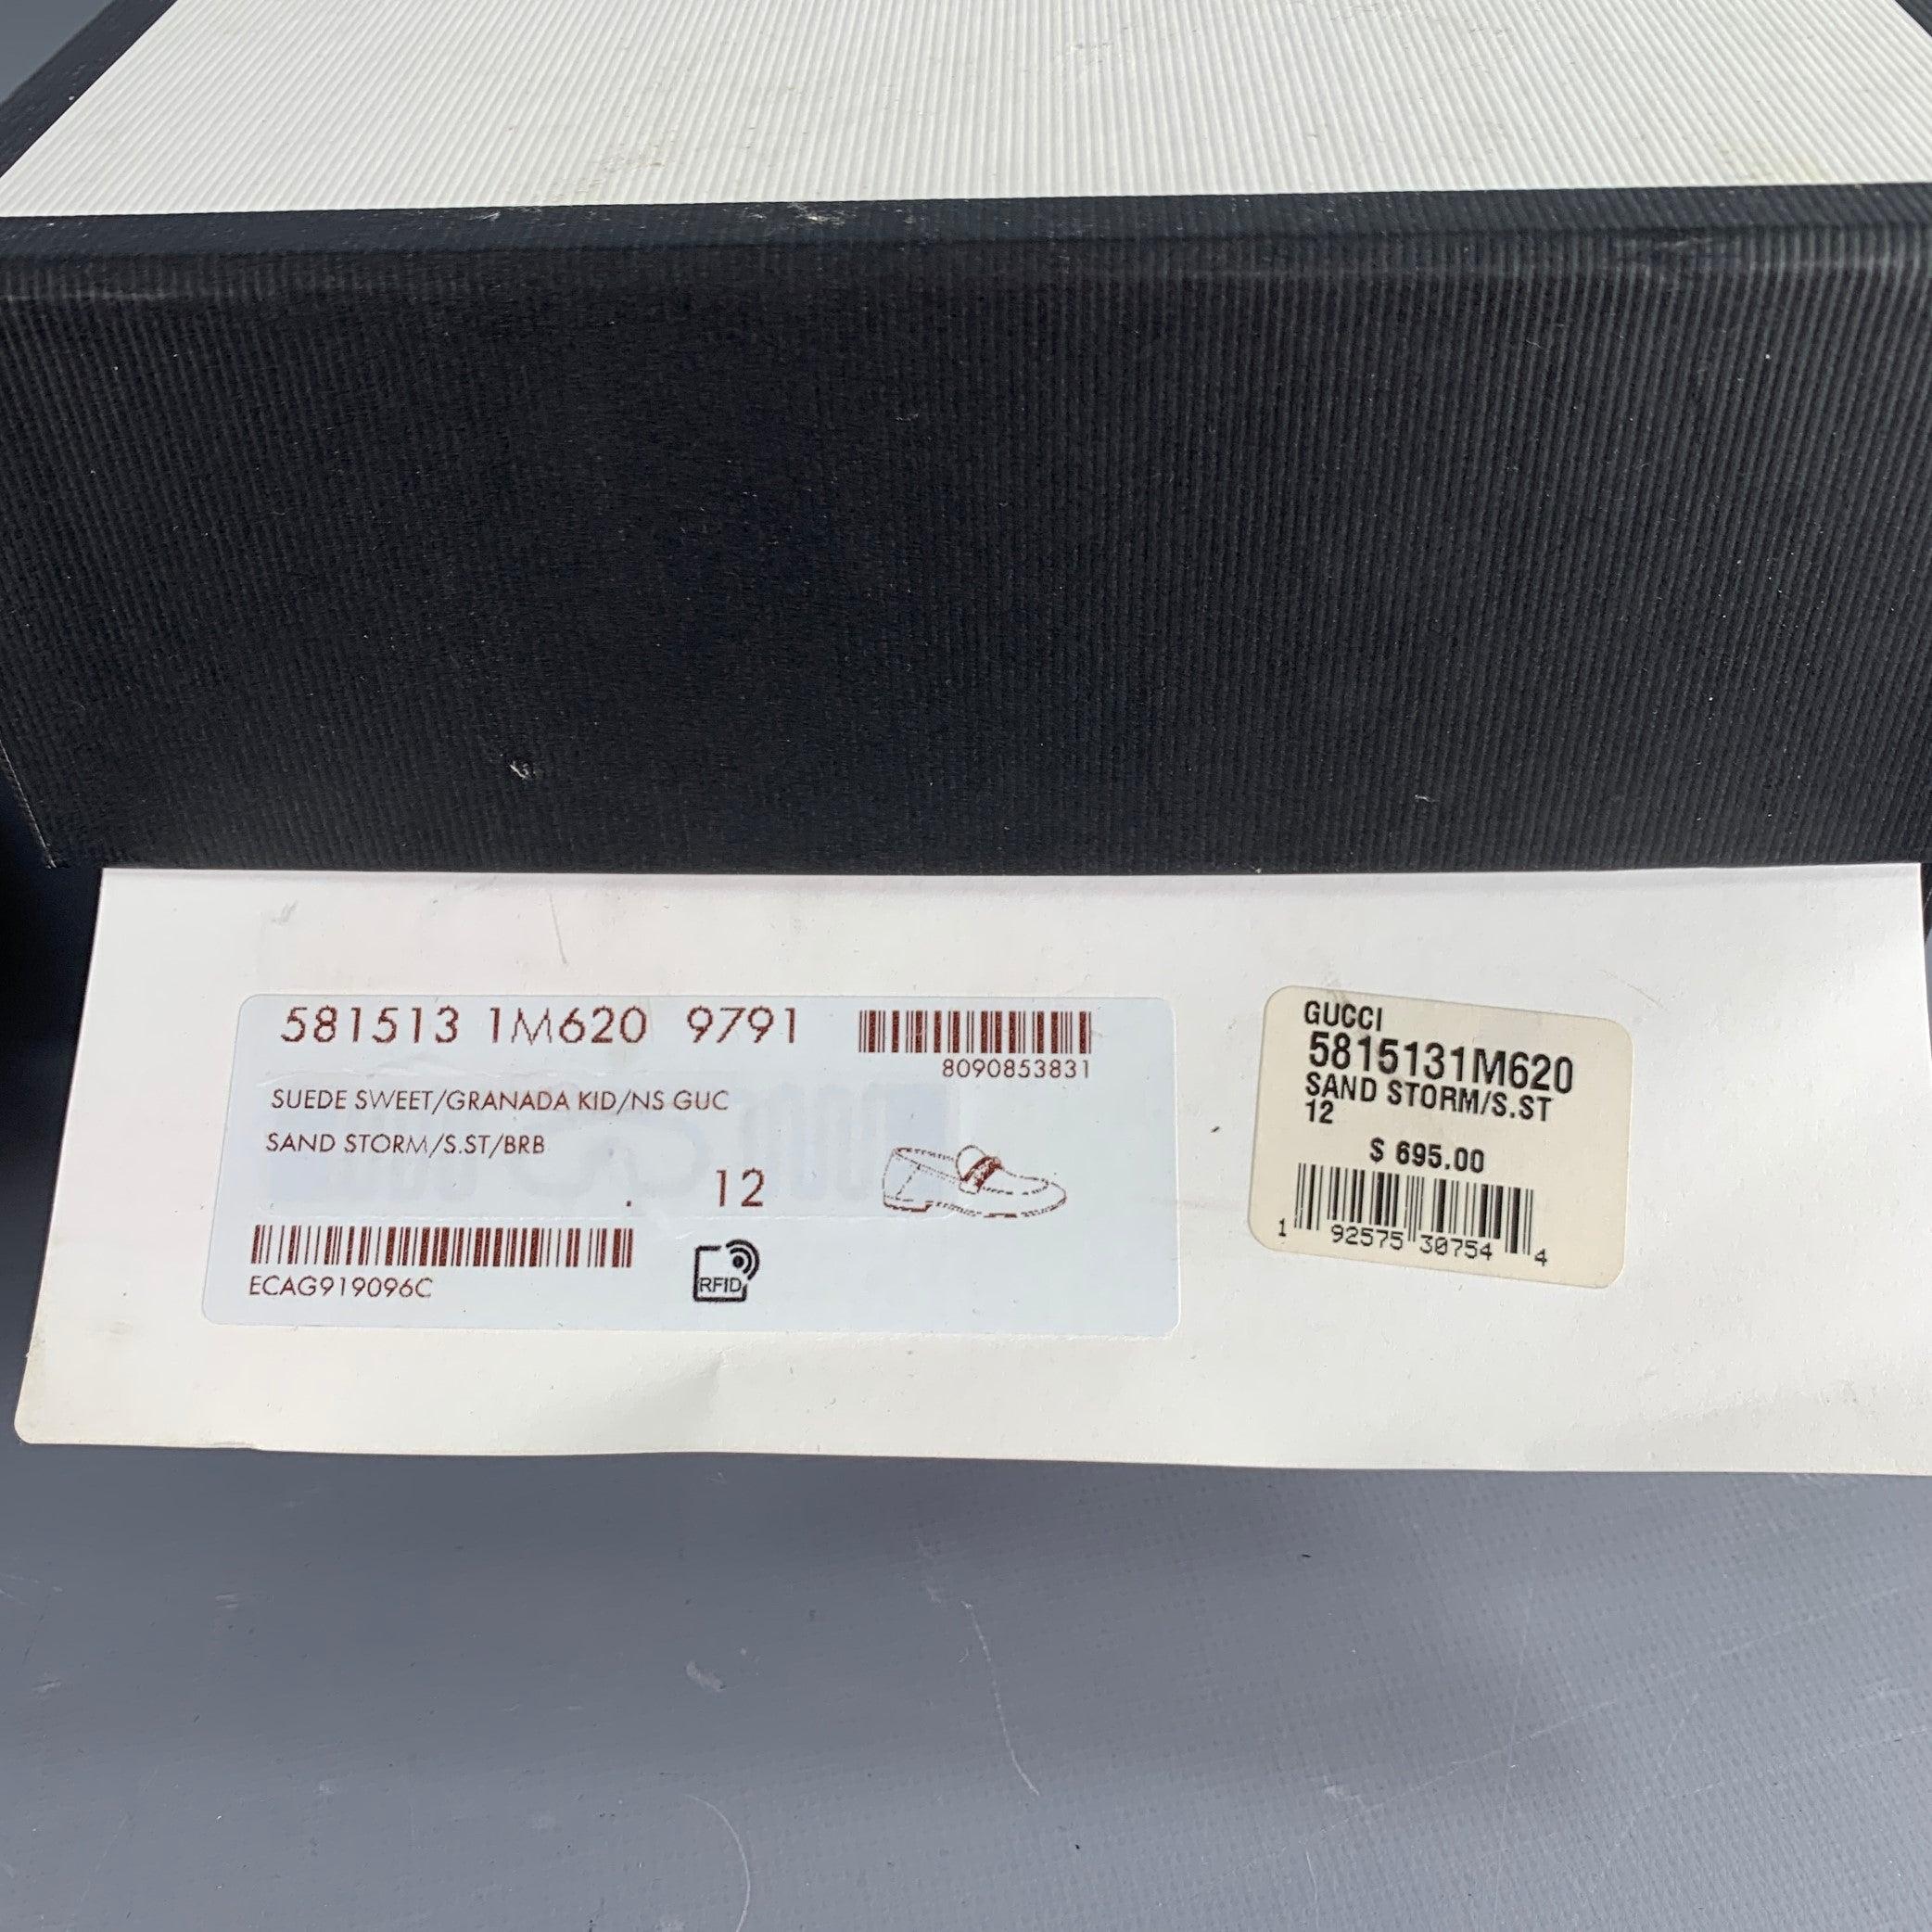 581513 1M620 9791
8090853831
SUEDE SWEET/GRANADA KID/NS GUC
SAND STORM/S.ST/BRB
. 12
ECAG919096C
RFID
GUCCI
5815131M620
SAND STORM/S.ST
12
$ 695.00
1 92575 30754 4